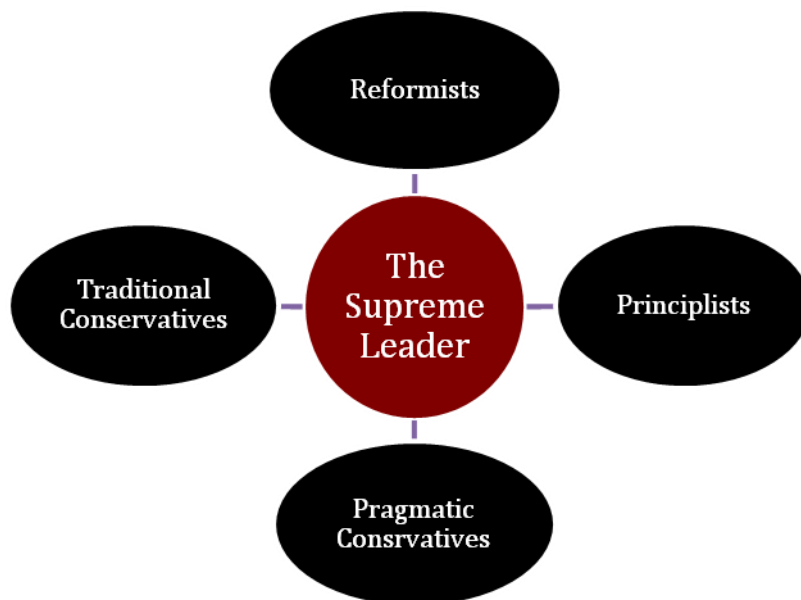 Reformists
Traditional
Conservatives
The
Supreme
Leader
Principlists
Pragmatic
Consrvatives